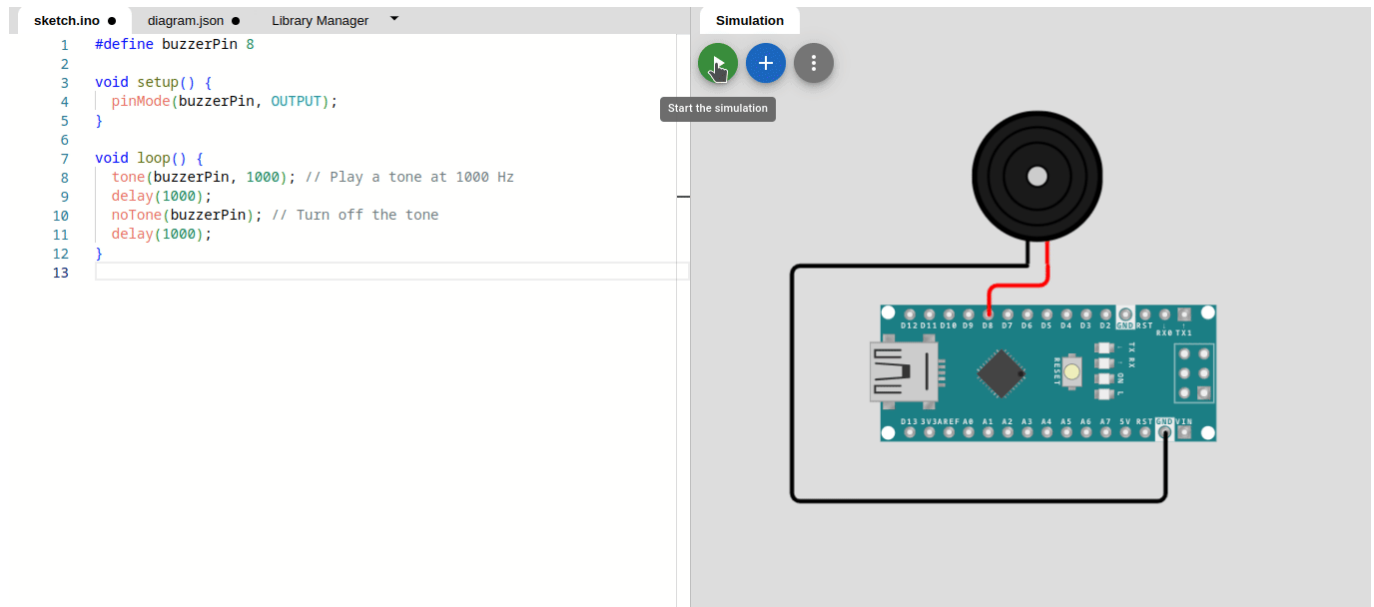 sketch.ino ● diagram.json ● Library Manager
1 #define buzzerPin 8
2
3 void setup() {
4 pinMode(buzzerPin, OUTPUT);
5 }
6
7 void loop() {
8 tone(buzzerPin, 1000); // Play a tone at 1000 Hz
9 delay(1000);
10 noTone(buzzerPin); // Turn off the tone
11 delay(1000);
12 }
13
Simulation
Start the simulation
D12 D11 D10 D9 D8 D7 D6 D5 D4 D3 D2 GND RST RX0 TX1
TX RX
RESET
ON L
D13 3V3 AREF A0 A1 A2 A3 A4 A5 A6 A7 5V RST GND VIN